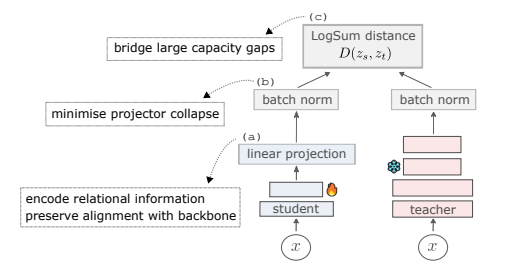 (c)
LogSum distance
D(z_s, z_t)
bridge large capacity gaps
(b)
batch norm
batch norm
minimise projector collapse
(a)
linear projection
encode relational information
preserve alignment with backbone
student
teacher
x
x